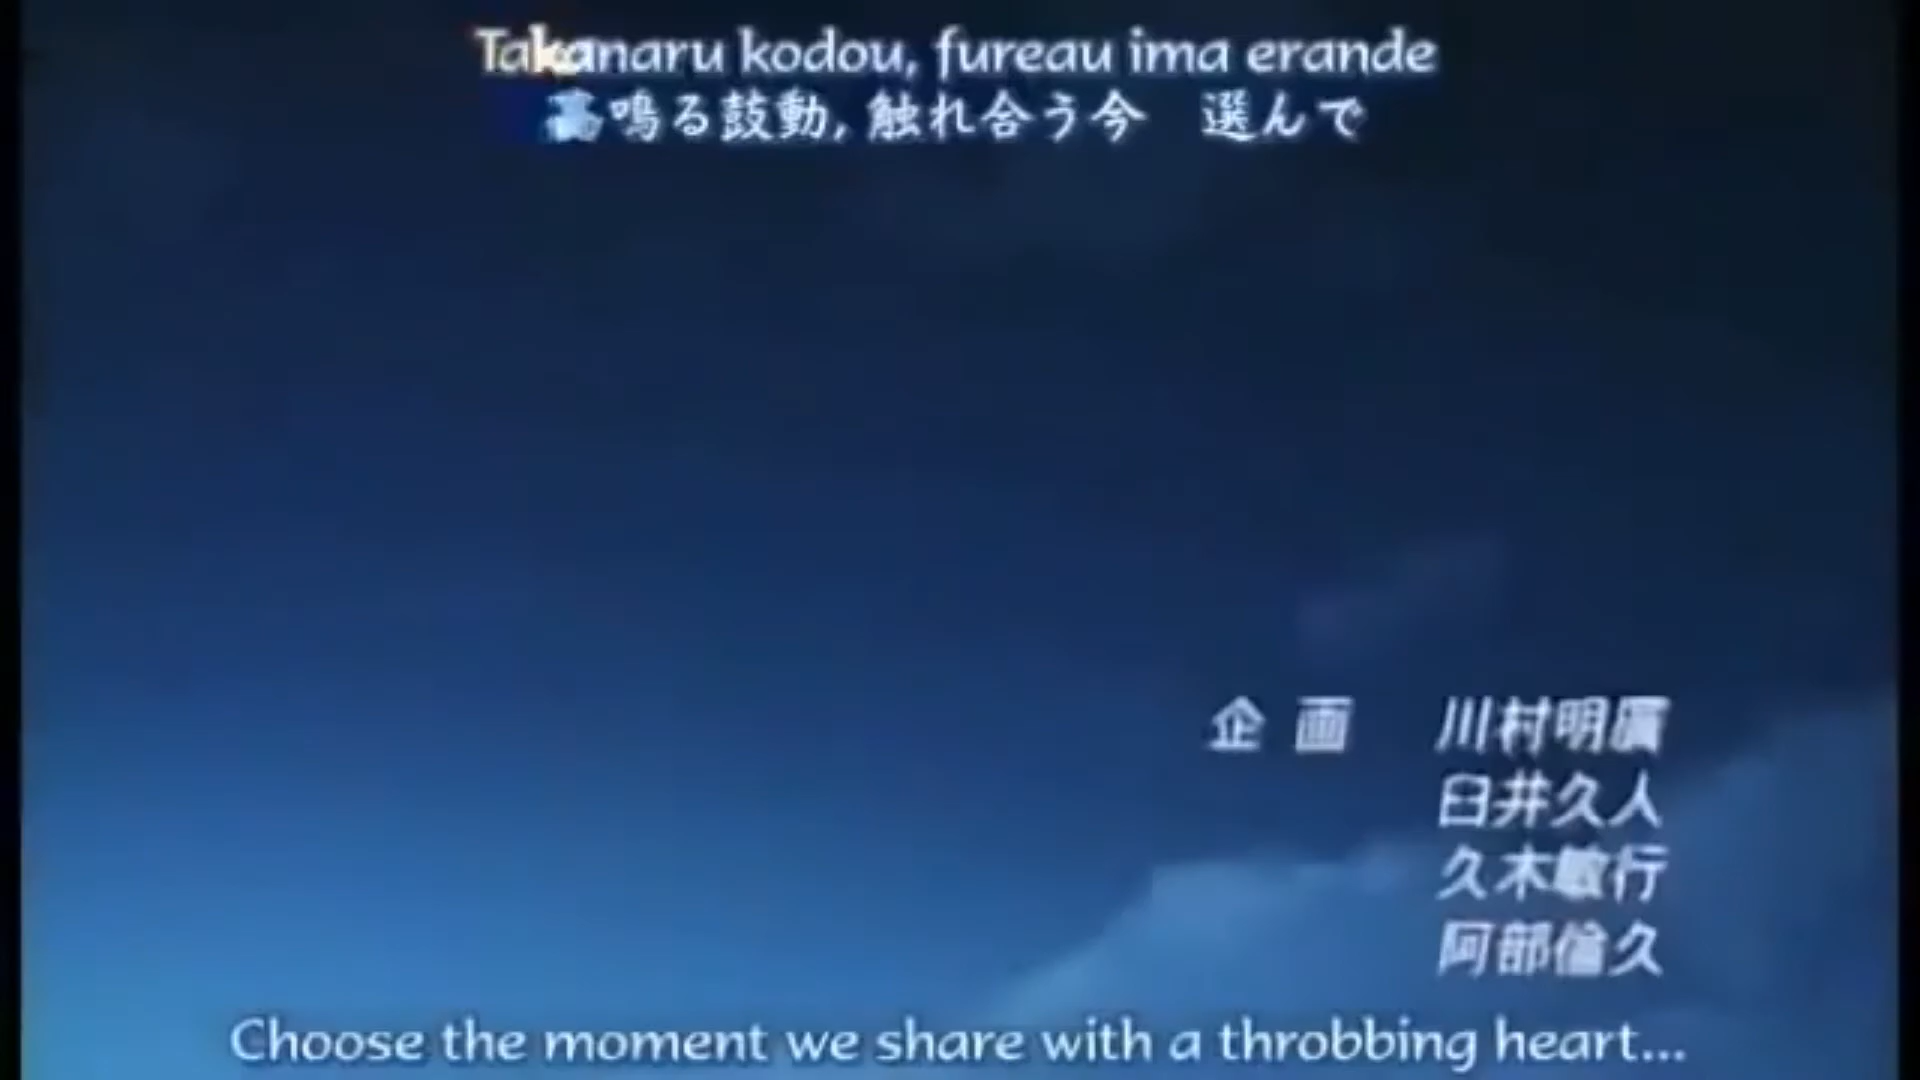 Takanaru kodou, fureau ima erande
高鳴る鼓動, 触れ合う今　選んで
企 画　川村明廣
臼井久人
久木敏行
阿部倫久
Choose the moment we share with a throbbing heart...